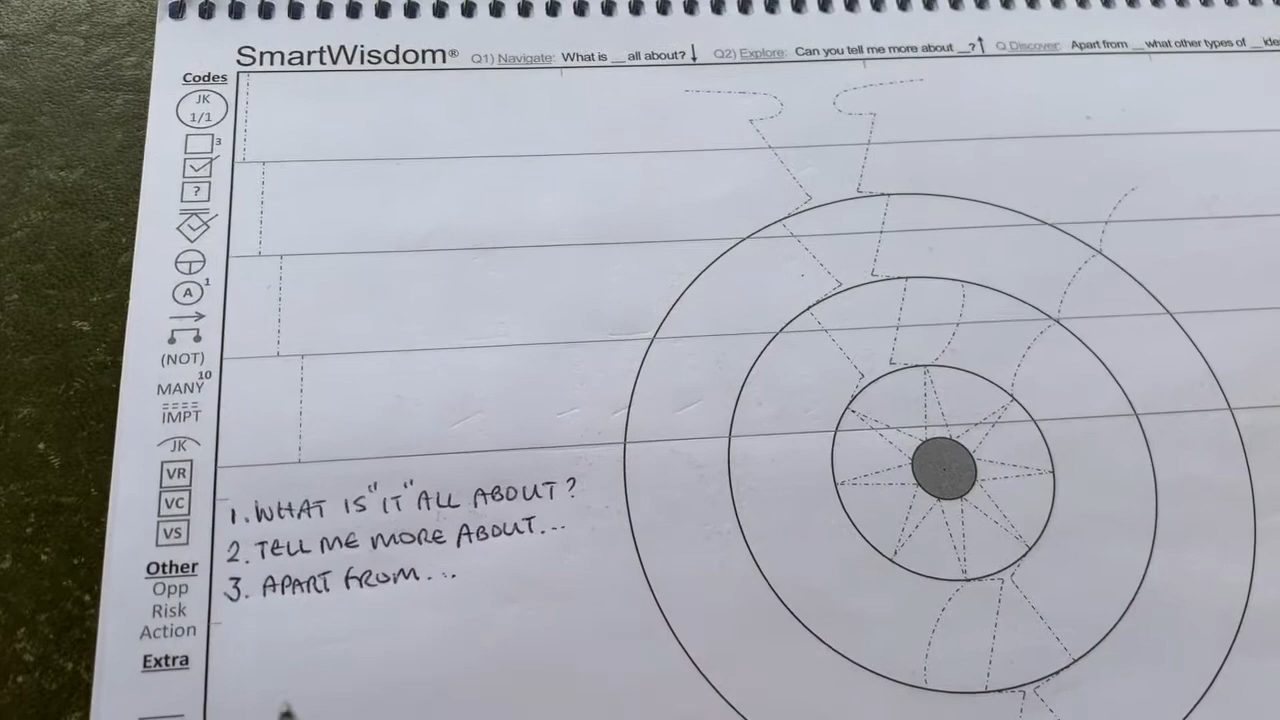 SmartWisdom® Q1) Navigate: What is __ all about? Q2) Explore: Can you tell me more about __? Q Discover: Apart from __ what other types of __ide
Codes
JK
1/1
3
?
A 1
(NOT)
MANY 10
IMPT
JK
VR
VC
VS
Other
Opp
Risk
Action
Extra
1. WHAT IS "IT" ALL ABOUT?
2. TELL ME MORE ABOUT...
3. APART FROM...